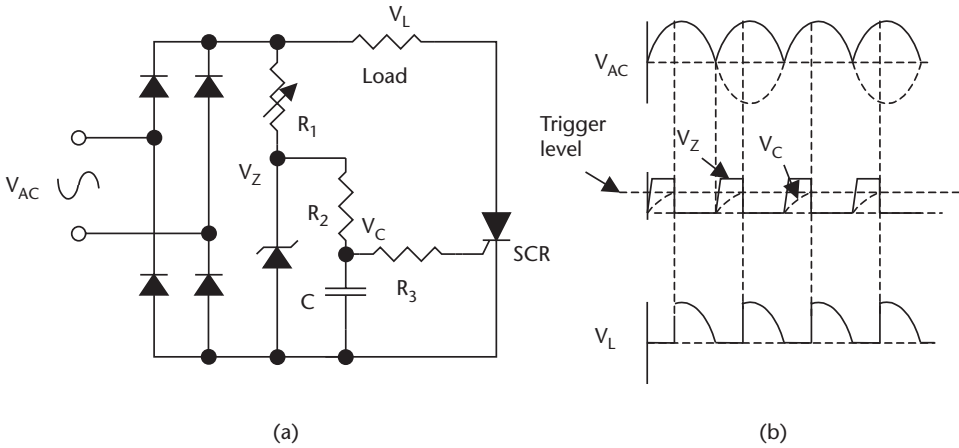 V_L
Load
R_1
V_Z
V_AC
R_2
V_C
R_3
C
SCR
(a)
V_AC
Trigger
level
V_Z
V_C
V_L
(b)